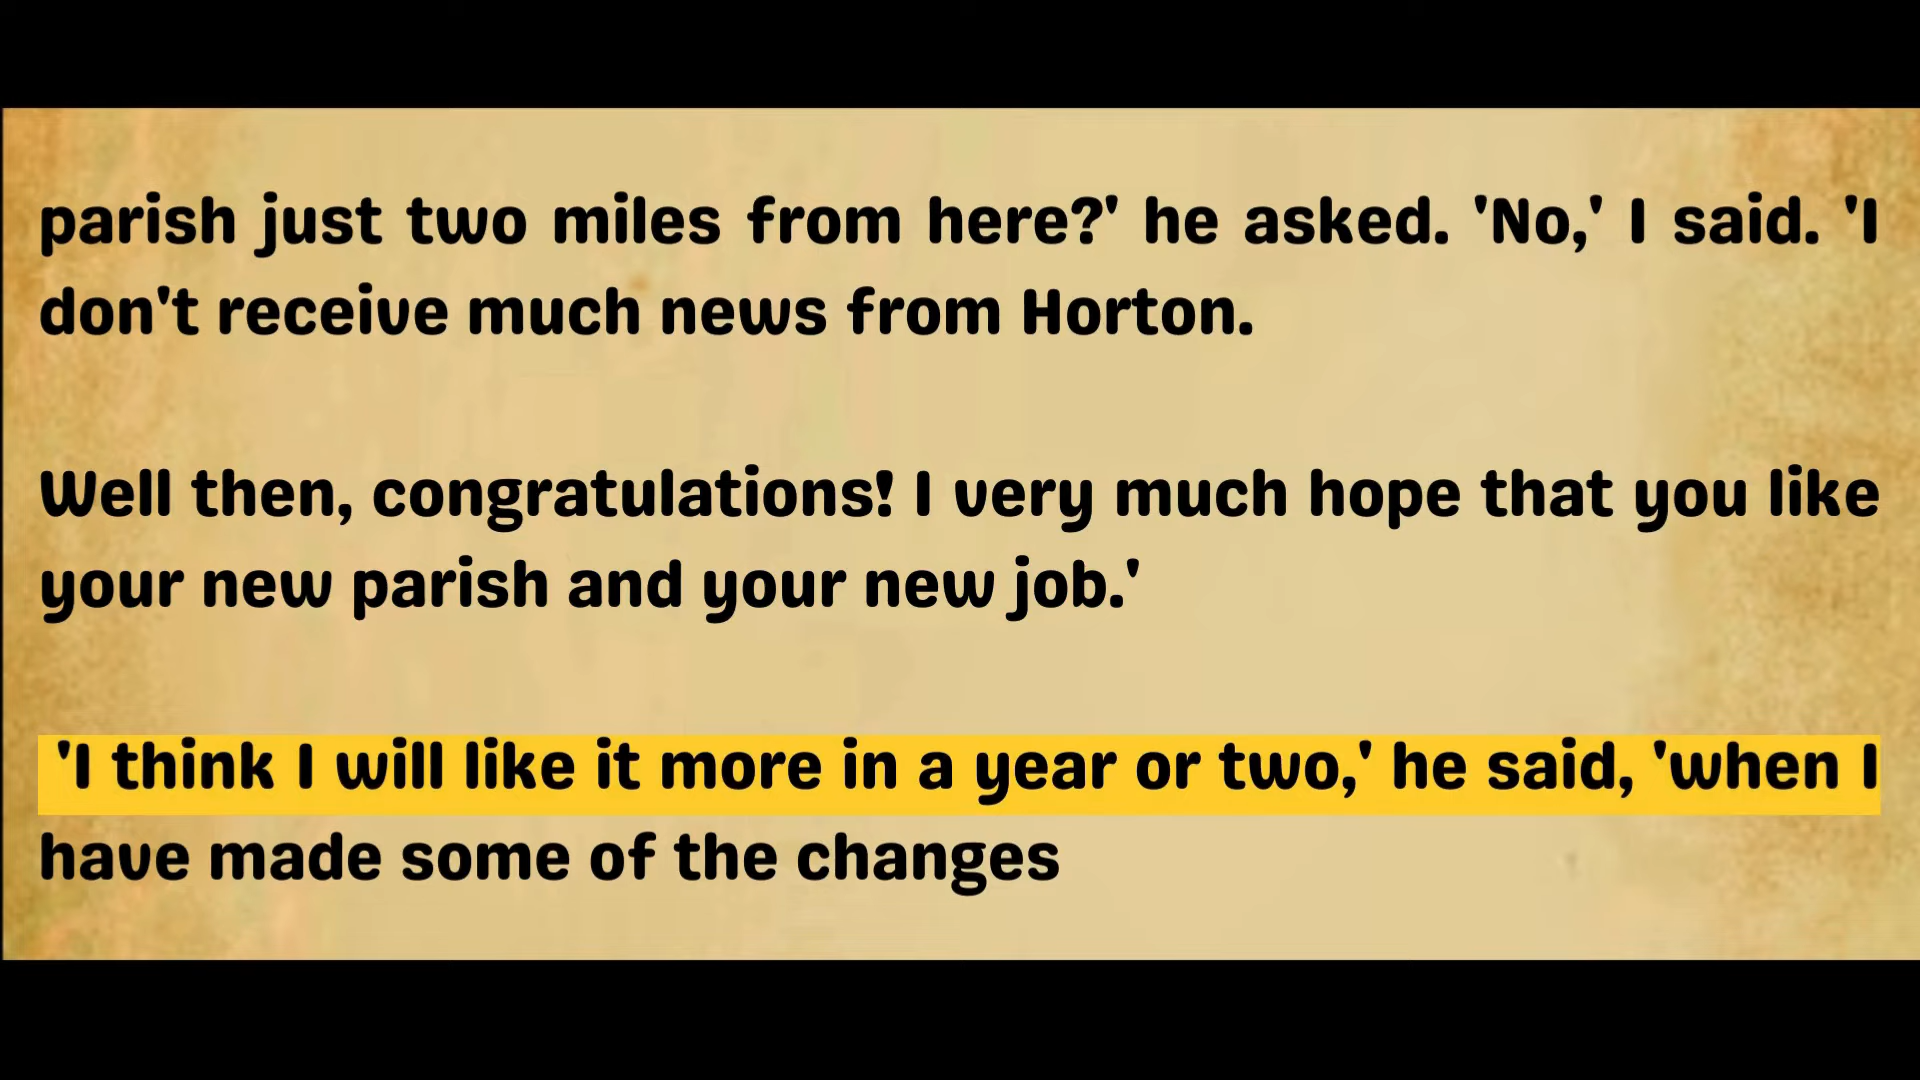 parish just two miles from here?' he asked. 'No,' I said. 'I
don't receive much news from Horton.
Well then, congratulations! I very much hope that you like
your new parish and your new job.'
'I think I will like it more in a year or two,' he said, 'when I
have made some of the changes